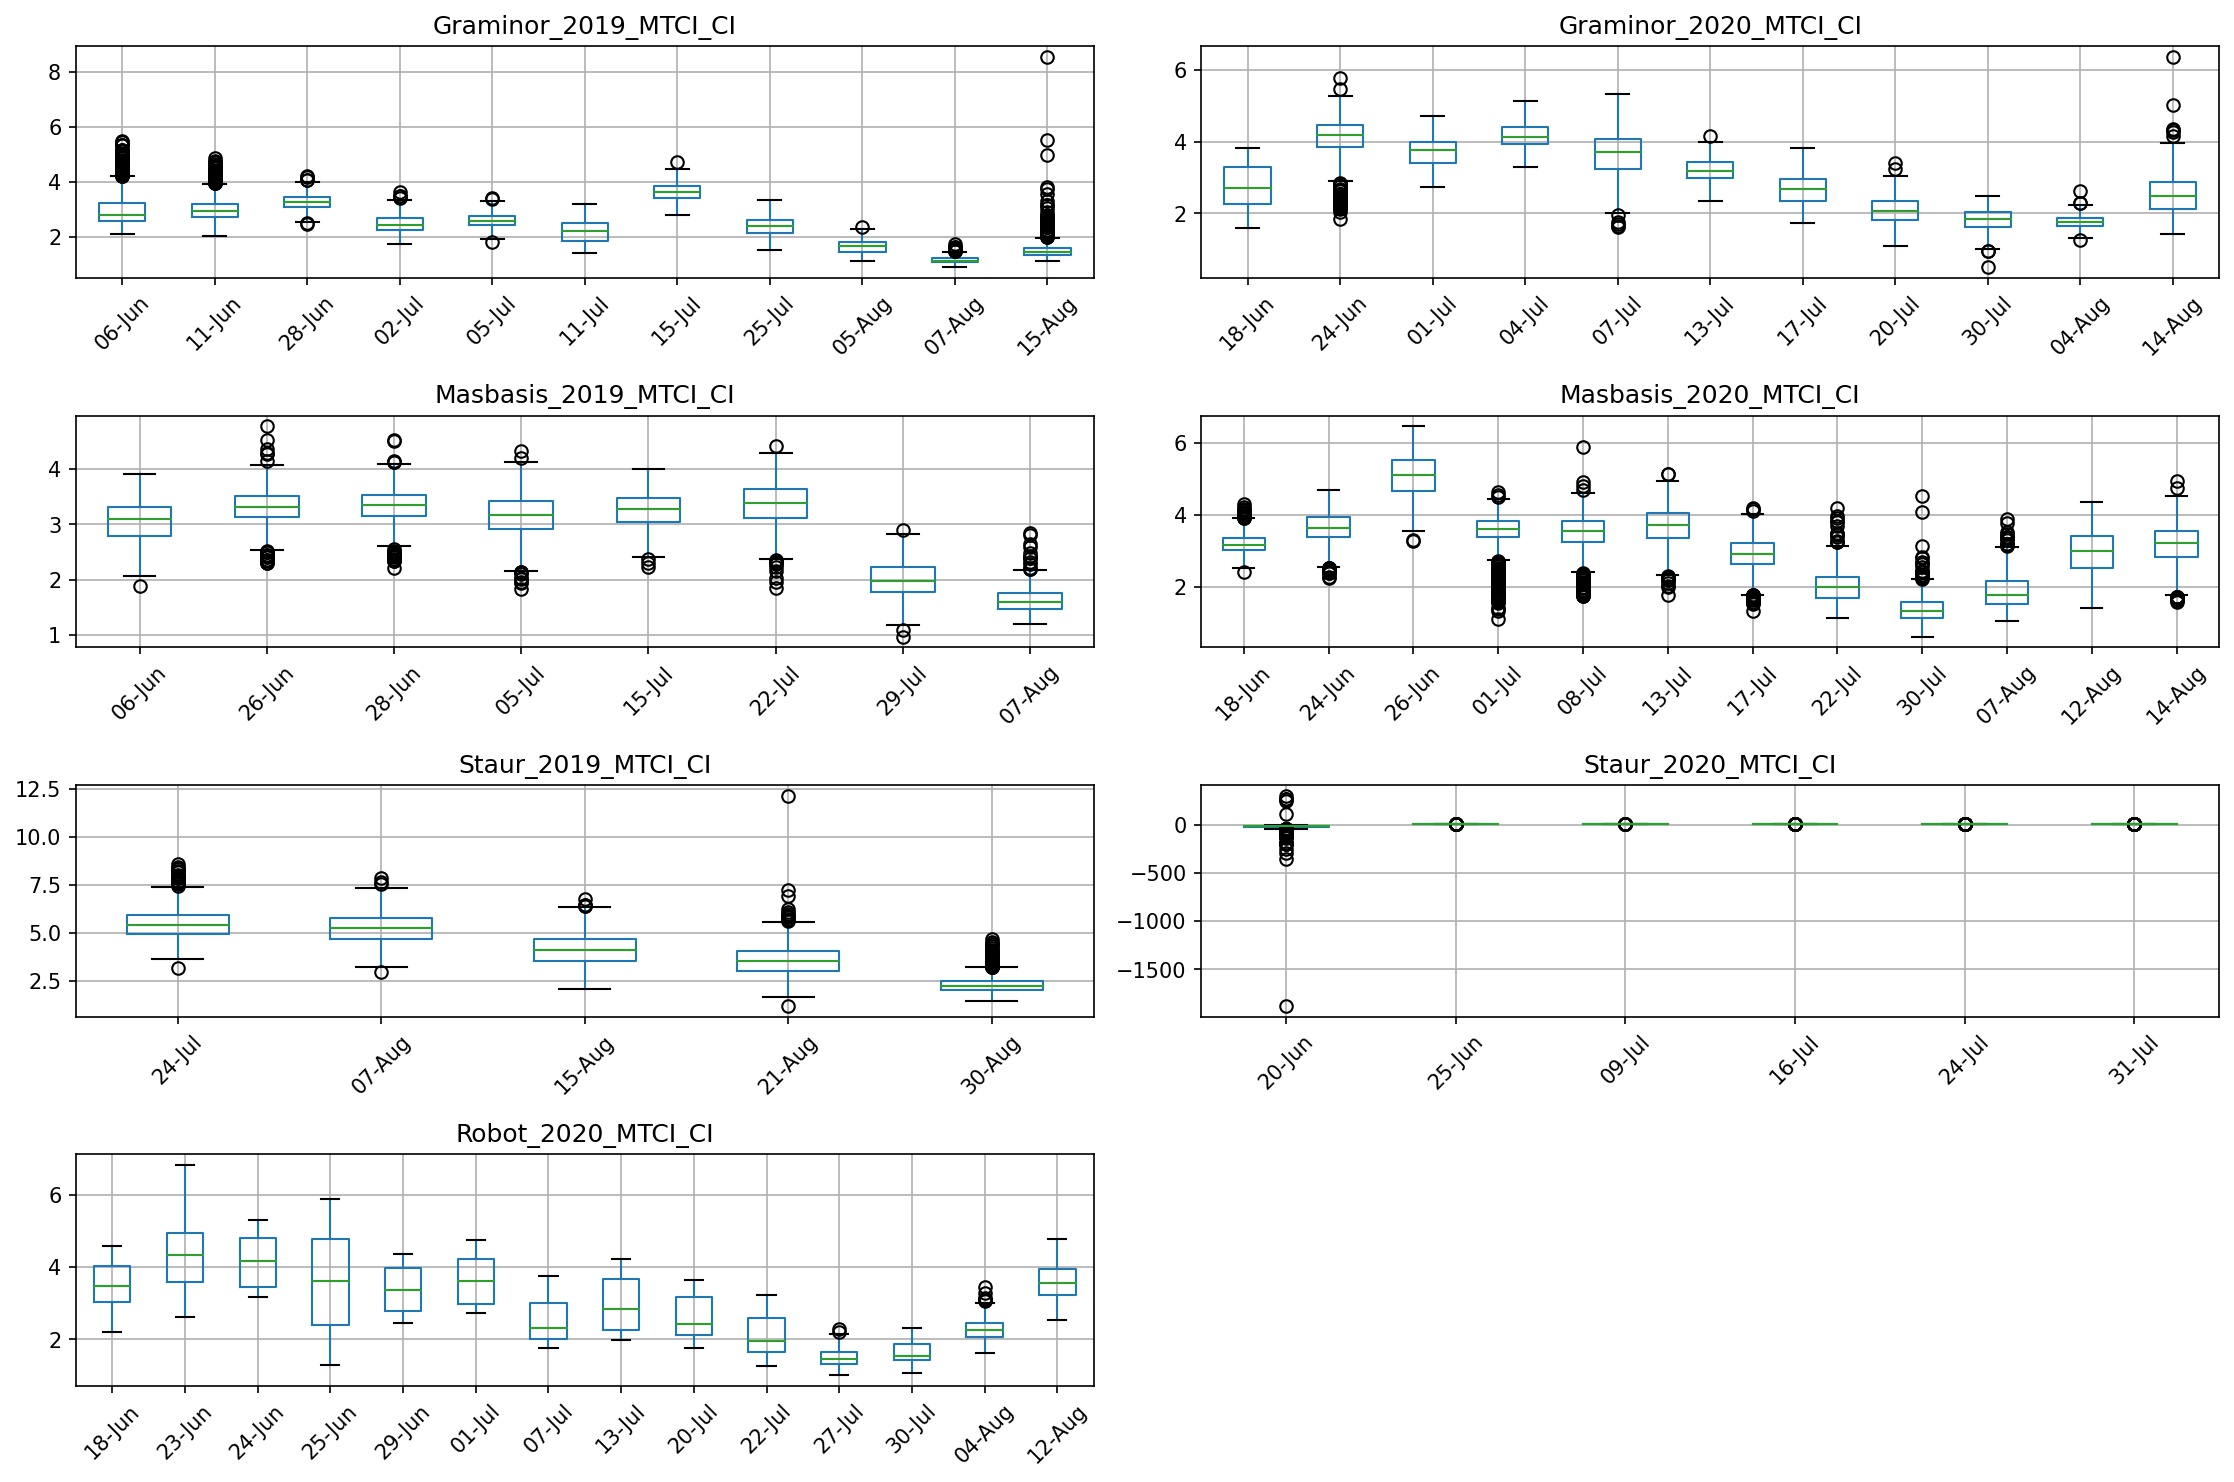 Graminor_2019_MTCI_CI
8
6
4
2
06-Jun 11-Jun 28-Jun 02-Jul 05-Jul 11-Jul 15-Jul 25-Jul 05-Aug 07-Aug 15-Aug
Graminor_2020_MTCI_CI
6
4
2
18-Jun 24-Jun 01-Jul 04-Jul 07-Jul 13-Jul 17-Jul 20-Jul 30-Jul 04-Aug 14-Aug
Masbasis_2019_MTCI_CI
4
3
2
1
06-Jun 26-Jun 28-Jun 05-Jul 15-Jul 22-Jul 29-Jul 07-Aug
Masbasis_2020_MTCI_CI
6
4
2
18-Jun 24-Jun 26-Jun 01-Jul 08-Jul 13-Jul 17-Jul 22-Jul 30-Jul 07-Aug 12-Aug 14-Aug
Staur_2019_MTCI_CI
12.5
10.0
7.5
5.0
2.5
24-Jul 07-Aug 15-Aug 21-Aug 30-Aug
Staur_2020_MTCI_CI
0
−500
−1000
−1500
20-Jun 25-Jun 09-Jul 16-Jul 24-Jul 31-Jul
Robot_2020_MTCI_CI
6
4
2
18-Jun 23-Jun 24-Jun 25-Jun 29-Jun 01-Jul 07-Jul 13-Jul 20-Jul 22-Jul 27-Jul 30-Jul 04-Aug 12-Aug